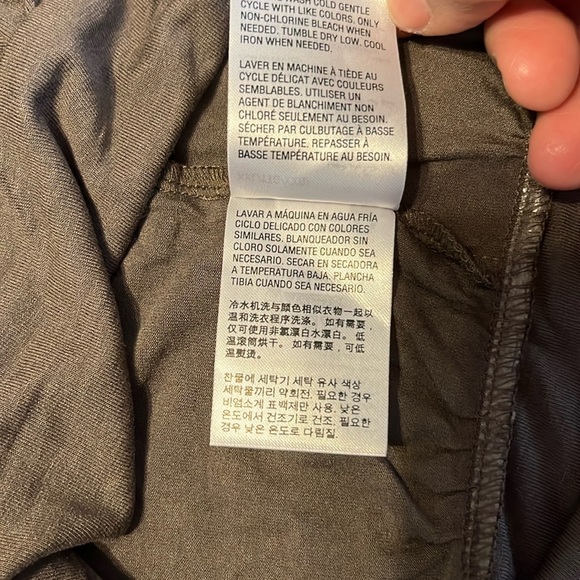 WASH COLD GENTLE
CYCLE WITH LIKE COLORS. ONLY
NON-CHLORINE BLEACH WHEN
NEEDED. TUMBLE DRY LOW. COOL
IRON WHEN NEEDED.
LAVER EN MACHINE À TIÈDE AU
CYCLE DÉLICAT AVEC COULEURS
SEMBLABLES. UTILISER UN
AGENT DE BLANCHIMENT NON
CHLORÉ SEULEMENT AU BESOIN.
SÉCHER PAR CULBUTAGE À BASSE
TEMPÉRATURE. REPASSER À
BASSE TEMPÉRATURE AU BESOIN.
LAVAR A MÁQUINA EN AGUA FRÍA
CICLO DELICADO CON COLORES
SIMILARES. BLANQUEADOR SIN
CLORO SOLAMENTE CUANDO SEA
NECESARIO. SECAR EN SECADORA
A TEMPERATURA BAJA. PLANCHA
TIBIA CUANDO SEA NECESARIO.
冷水机洗与颜色相似衣物一起以
温和洗衣程序洗涤。如有需要，
仅可使用非氯漂白水漂白。低
温滚筒烘干。如有需要，可低
温熨烫。
찬물에 세탁기 세탁 유사 색상
세탁물끼리 약회전. 필요한 경우
비염소계 표백제만 사용. 낮은
온도에서 건조기로 건조. 필요한
경우 낮은 온도로 다림질.